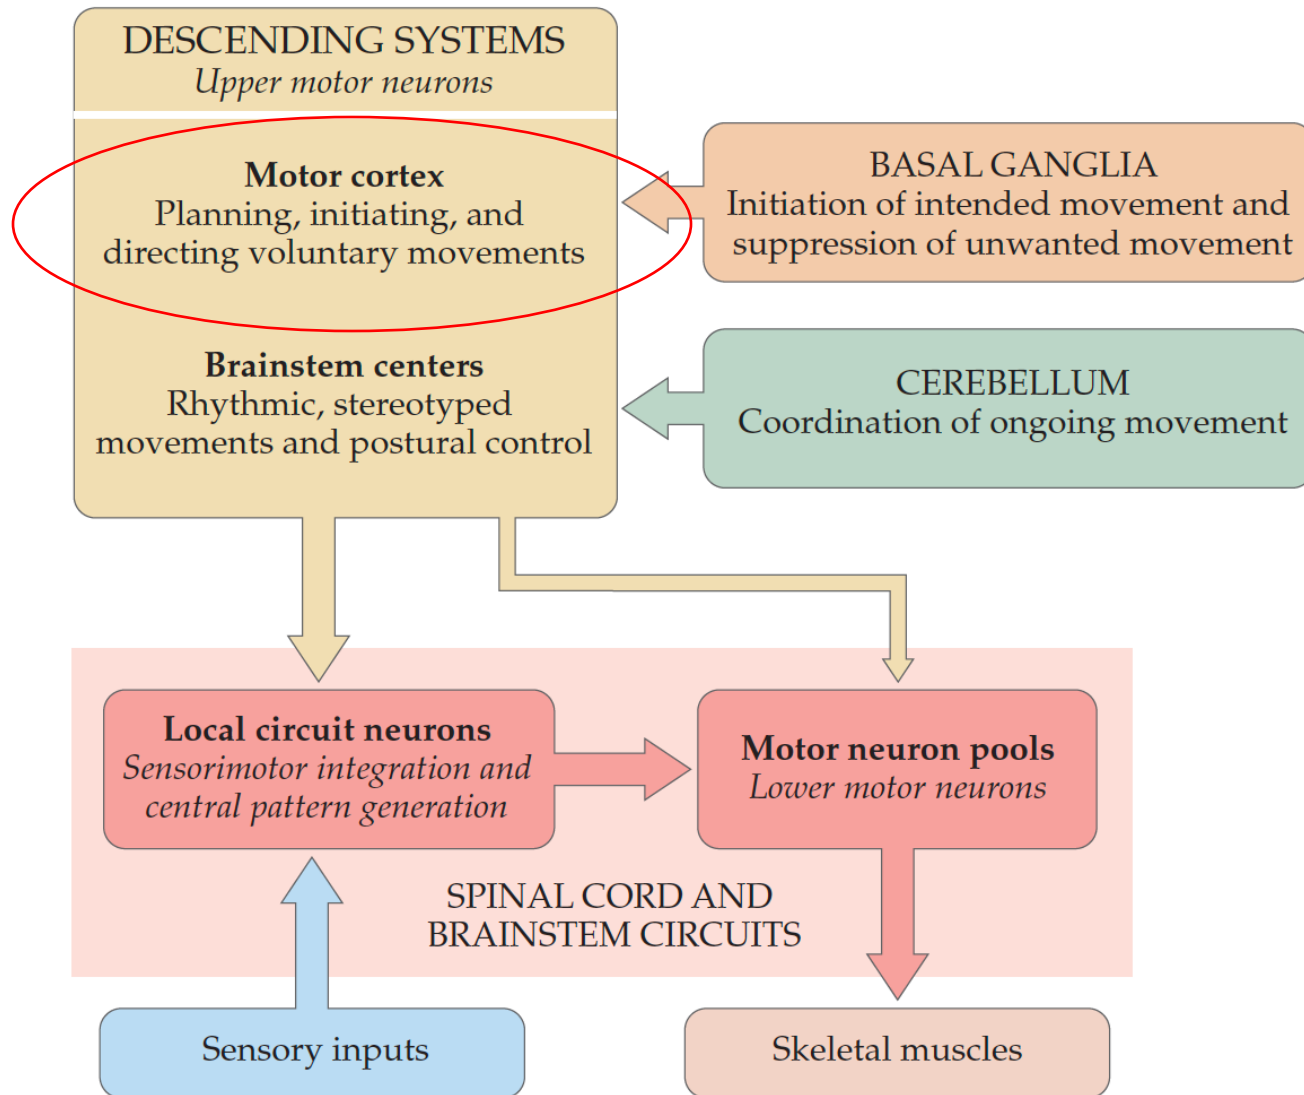 DESCENDING SYSTEMS
Upper motor neurons
Motor cortex
Planning, initiating, and
directing voluntary movements
Brainstem centers
Rhythmic, stereotyped
movements and postural control
BASAL GANGLIA
Initiation of intended movement and
suppression of unwanted movement
CEREBELLUM
Coordination of ongoing movement
Local circuit neurons
Sensorimotor integration and
central pattern generation
Motor neuron pools
Lower motor neurons
SPINAL CORD AND
BRAINSTEM CIRCUITS
Sensory inputs
Skeletal muscles